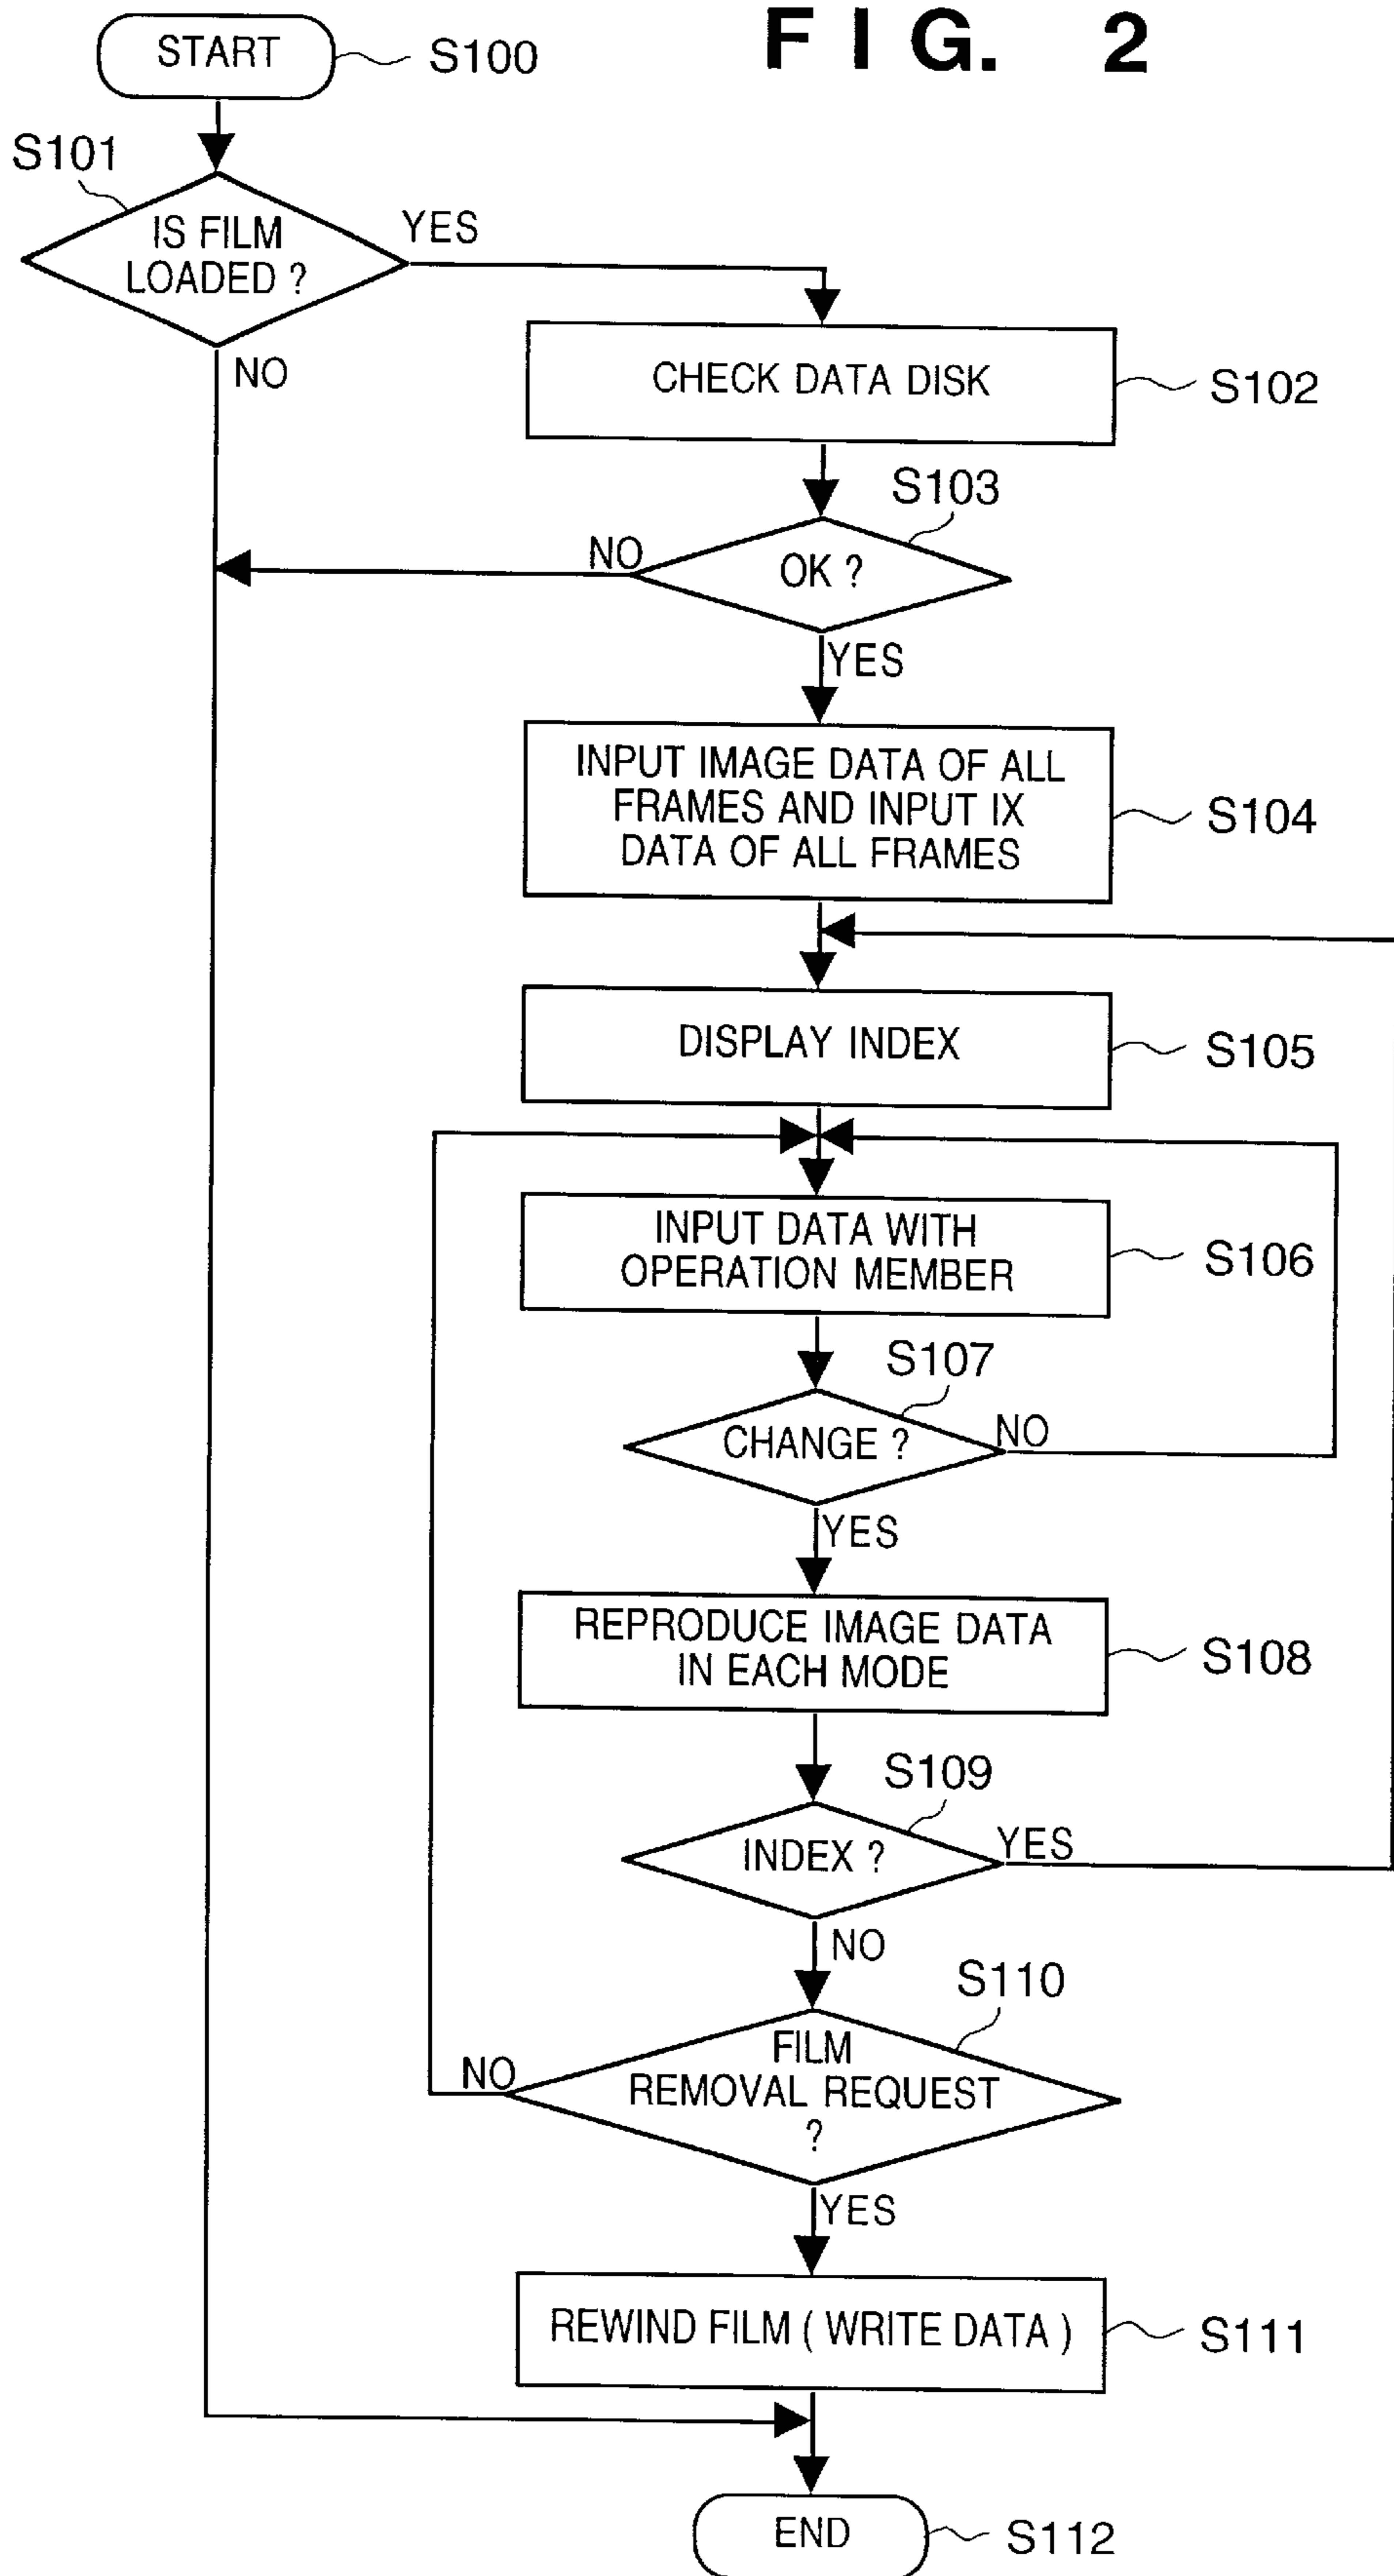 FIG. 2
START
S100
S101
IS FILM
LOADED ?
YES
NO
CHECK DATA DISK
S102
S103
OK ?
NO
YES
INPUT IMAGE DATA OF ALL
FRAMES AND INPUT IX
DATA OF ALL FRAMES
S104
DISPLAY INDEX
S105
INPUT DATA WITH
OPERATION MEMBER
S106
S107
CHANGE ?
NO
YES
REPRODUCE IMAGE DATA
IN EACH MODE
S108
S109
INDEX ?
YES
NO
S110
FILM
REMOVAL REQUEST
?
NO
YES
REWIND FILM ( WRITE DATA )
S111
END
S112